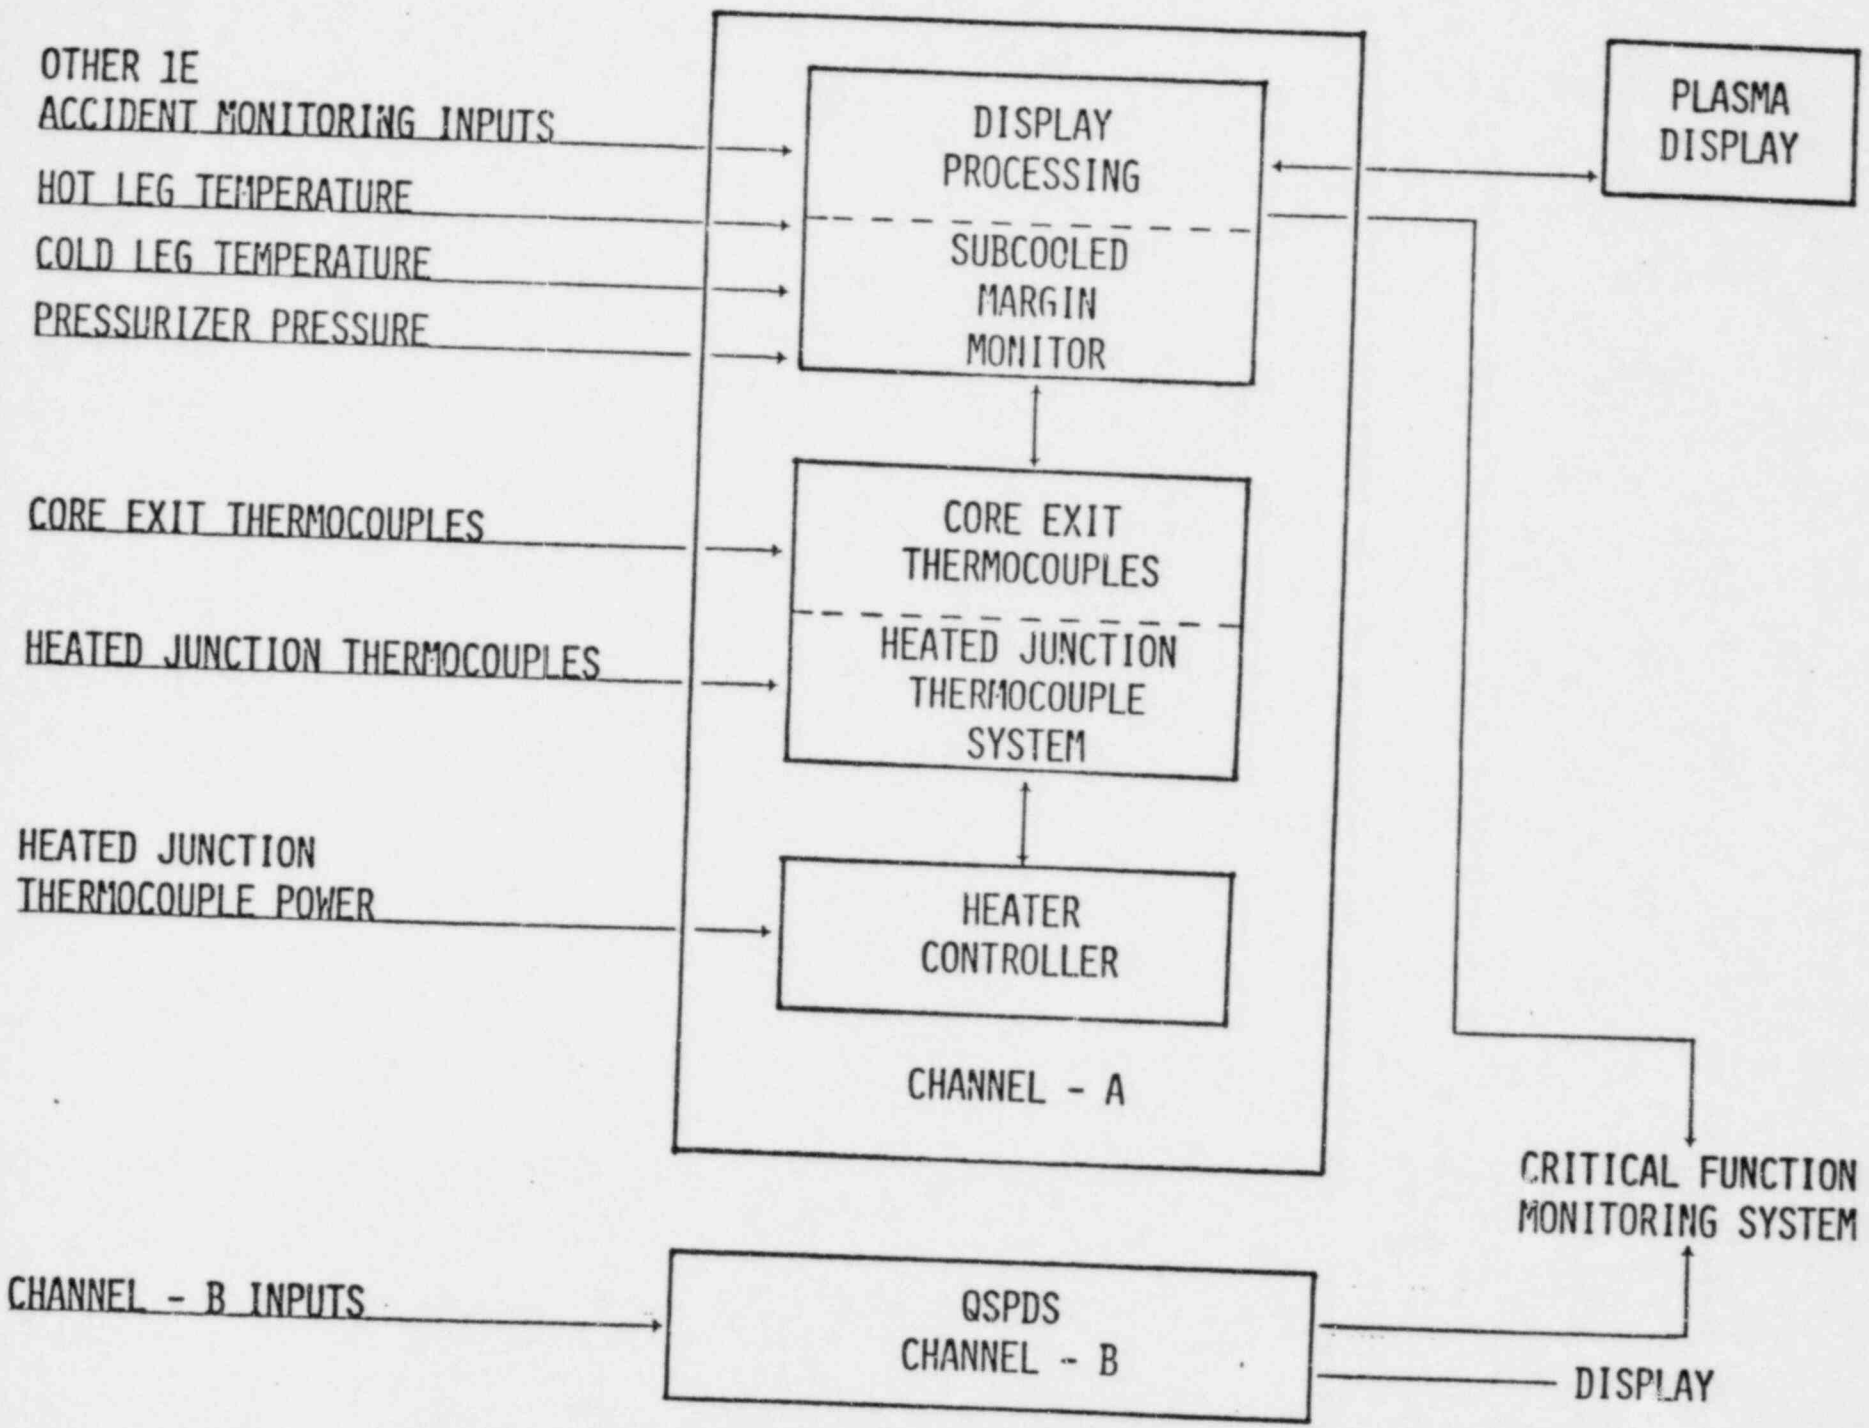 OTHER 1E
ACCIDENT MONITORING INPUTS
HOT LEG TEMPERATURE
COLD LEG TEMPERATURE
PRESSURIZER PRESSURE
CORE EXIT THERMOCOUPLES
HEATED JUNCTION THERMOCOUPLES
HEATED JUNCTION
THERMOCOUPLE POWER
CHANNEL - B INPUTS
DISPLAY
PROCESSING
SUBCOOLED
MARGIN
MONITOR
CORE EXIT
THERMOCOUPLES
HEATED JUNCTION
THERMOCOUPLE
SYSTEM
HEATER
CONTROLLER
CHANNEL - A
QSPDS
CHANNEL - B
PLASMA
DISPLAY
CRITICAL FUNCTION
MONITORING SYSTEM
DISPLAY